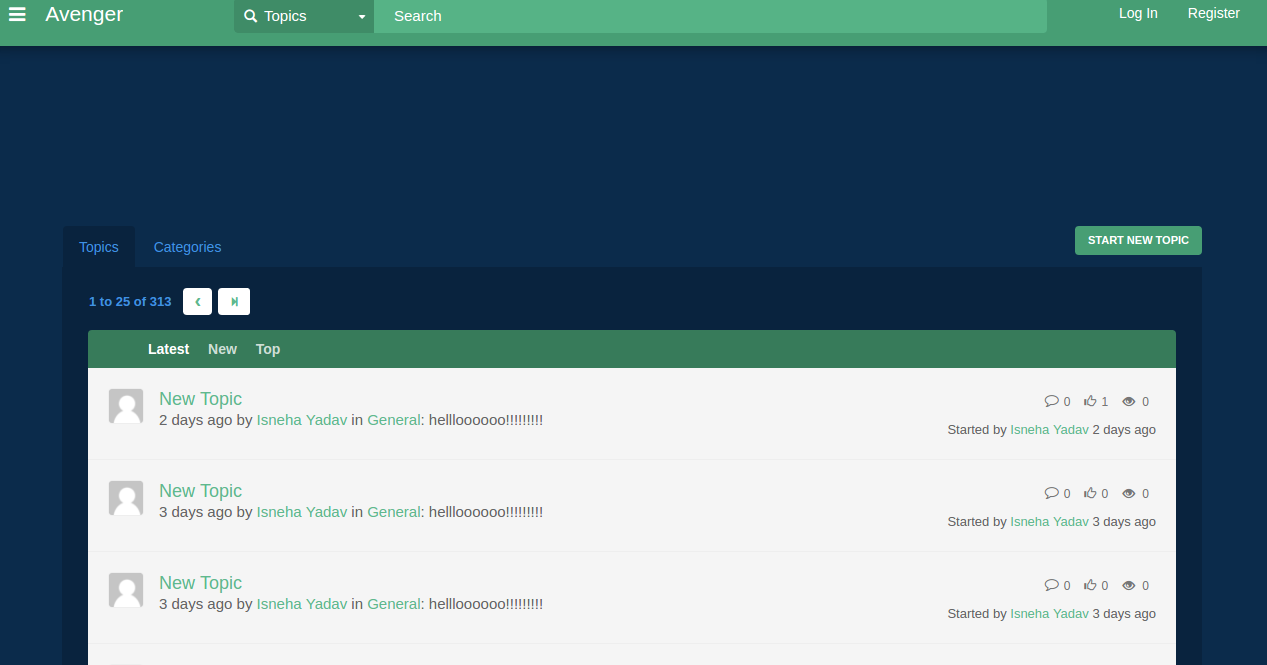 Avenger
Topics
Search
Log In
Register
Topics
Categories
START NEW TOPIC
1 to 25 of 313
Latest New Top
New Topic
2 days ago by Isneha Yadav in General: hellloooooo!!!!!!!!!
0 1 0
Started by Isneha Yadav 2 days ago
New Topic
3 days ago by Isneha Yadav in General: hellloooooo!!!!!!!!!
0 0 0
Started by Isneha Yadav 3 days ago
New Topic
3 days ago by Isneha Yadav in General: hellloooooo!!!!!!!!!
0 0 0
Started by Isneha Yadav 3 days ago